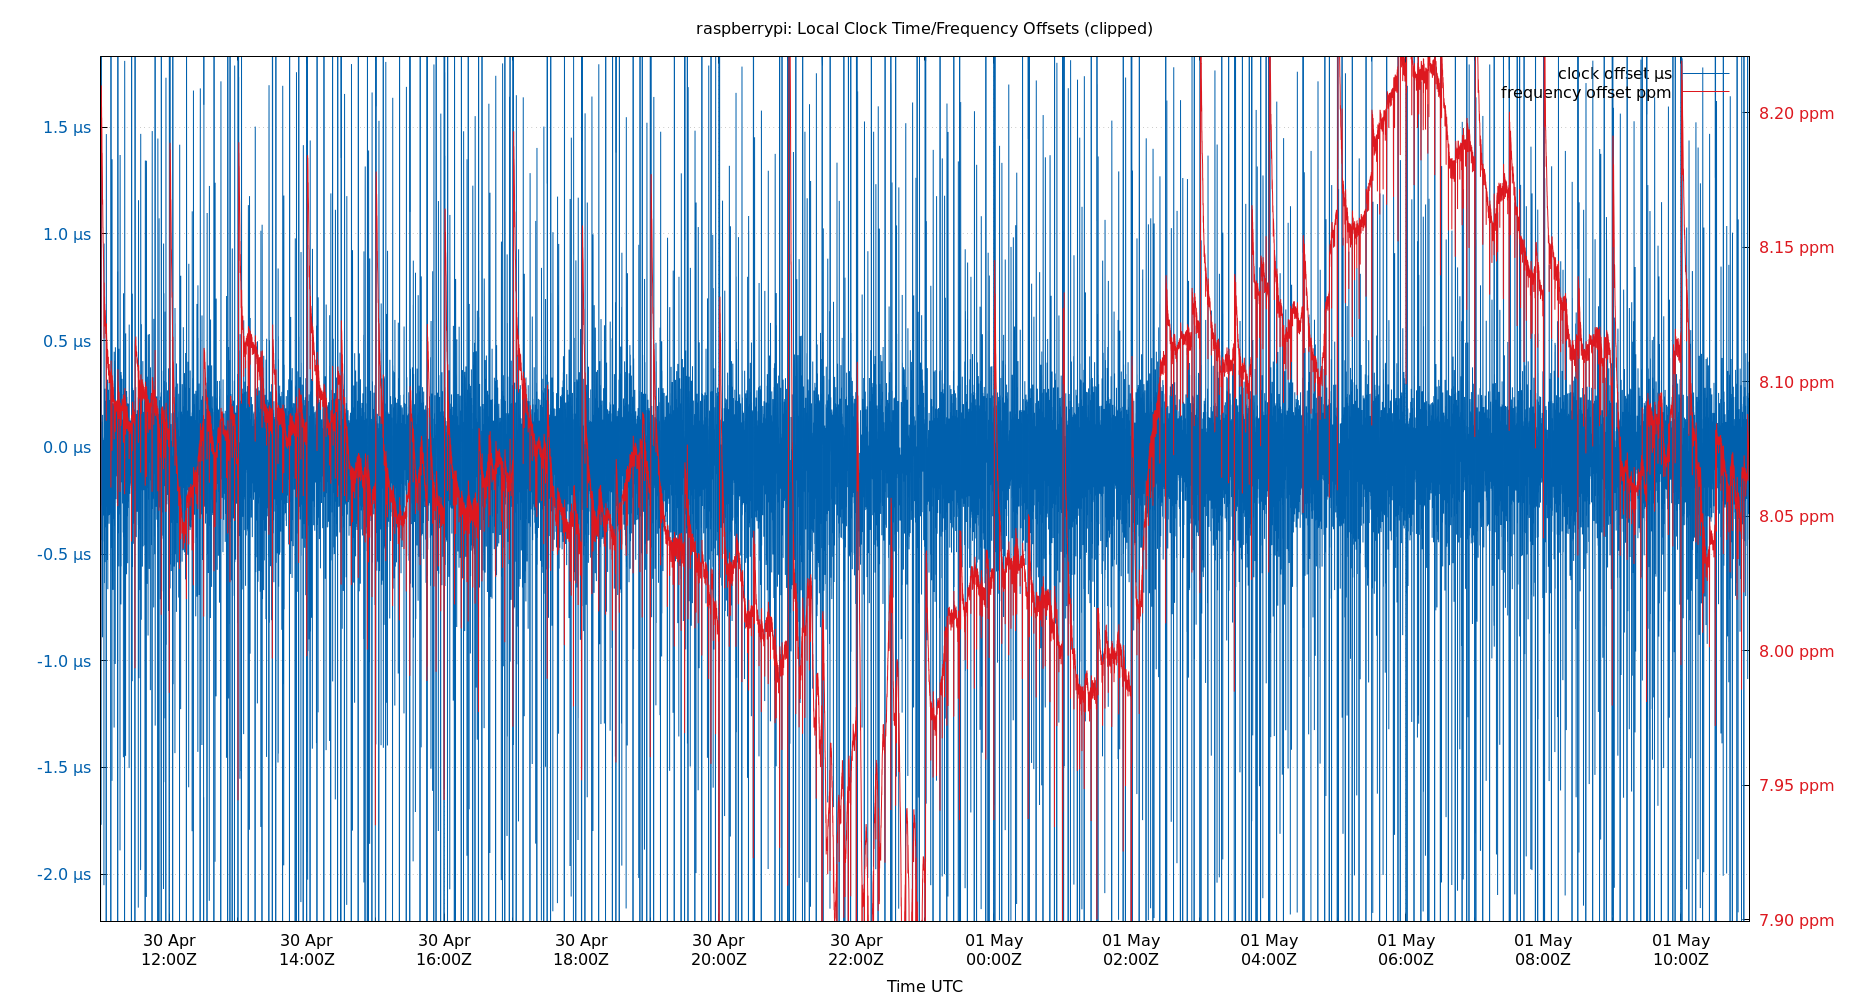 raspberrypi: Local Clock Time/Frequency Offsets (clipped)
clock offset µs
frequency offset ppm
1.5 µs
1.0 µs
0.5 µs
0.0 µs
-0.5 µs
-1.0 µs
-1.5 µs
-2.0 µs
8.20 ppm
8.15 ppm
8.10 ppm
8.05 ppm
8.00 ppm
7.95 ppm
7.90 ppm
30 Apr 30 Apr 30 Apr 30 Apr 30 Apr 30 Apr 01 May 01 May 01 May 01 May 01 May 01 May
12:00Z 14:00Z 16:00Z 18:00Z 20:00Z 22:00Z 00:00Z 02:00Z 04:00Z 06:00Z 08:00Z 10:00Z
Time UTC